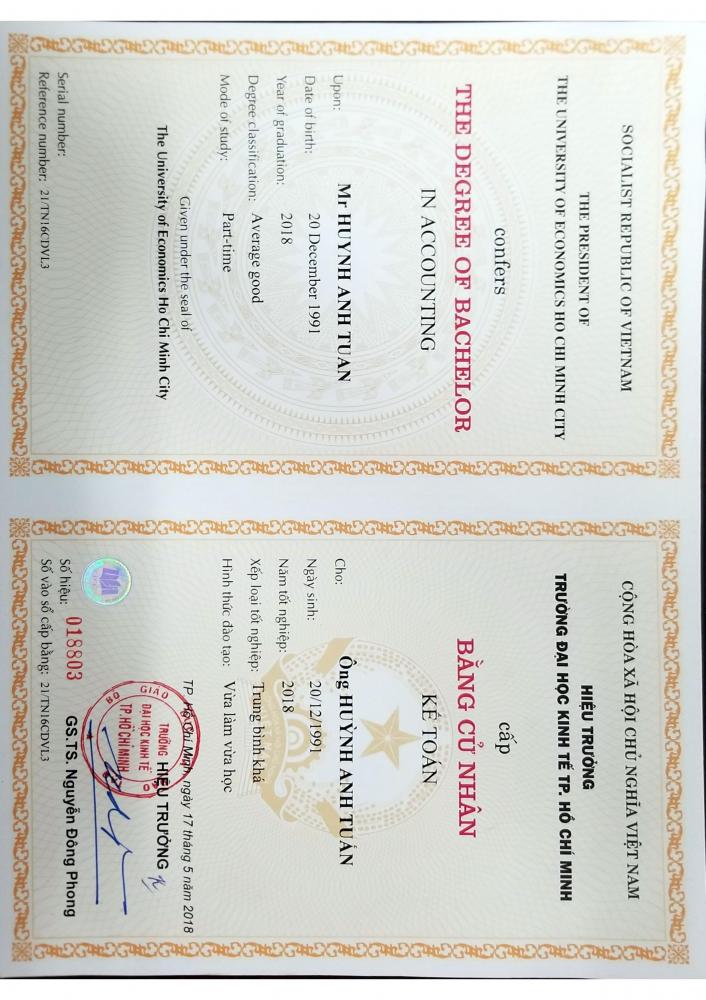 SOCIALIST REPUBLIC OF VIETNAM
THE PRESIDENT OF
THE UNIVERSITY OF ECONOMICS HO CHI MINH CITY
confers
THE DEGREE OF BACHELOR
IN ACCOUNTING
Upon: Mr HUYNH ANH TUAN
Date of birth: 20 December 1991
Year of graduation: 2018
Degree classification: Average good
Mode of study: Part-time
Given under the seal of
The University of Economics Ho Chi Minh City
Serial number:
Reference number: 21/TN16CDVL3
CỘNG HÒA XÃ HỘI CHỦ NGHĨA VIỆT NAM
HIỆU TRƯỞNG
TRƯỜNG ĐẠI HỌC KINH TẾ TP. HỒ CHÍ MINH
cấp
BẰNG CỬ NHÂN
KẾ TOÁN
Cho: Ông HUỲNH ANH TUẤN
Ngày sinh: 20/12/1991
Năm tốt nghiệp: 2018
Xếp loại tốt nghiệp: Trung bình khá
Hình thức đào tạo: Vừa làm vừa học
TP. Hồ Chí Minh, ngày 17 tháng 5 năm 2018
HIỆU TRƯỞNG
BỘ GIÁO
TRƯỜNG
ĐẠI HỌC KINH TẾ
TP.HỒ CHÍ MINH
GS.TS. Nguyễn Đông Phong
Số hiệu: 018803
Số vào sổ cấp bằng: 21/TN16CDVL3